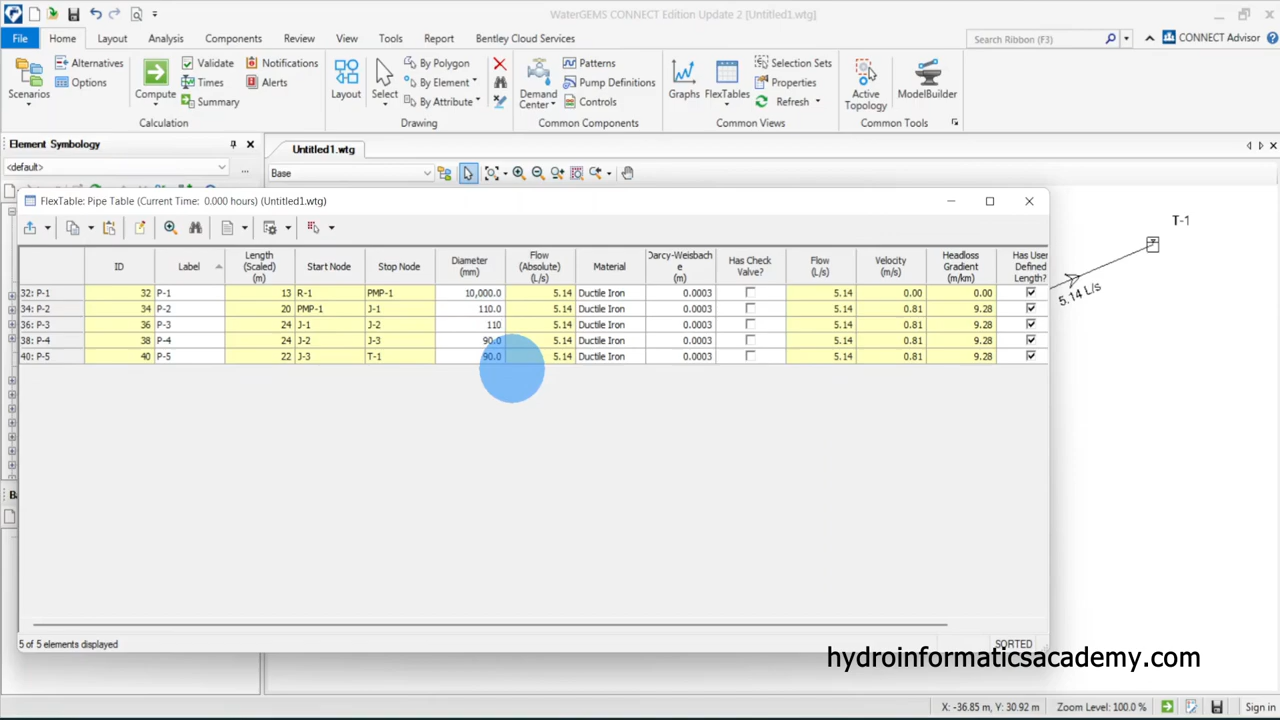 WaterGEMS CONNECT Edition Update 2 [Untitled1.wtg]
File Home Layout Analysis Components Review View Tools Report Bentley Cloud Services Search Ribbon (F3) CONNECT Advisor
Scenarios Alternatives Options Compute Validate Times Summary Notifications Alerts
Calculation
Layout Select By Polygon By Element By Attribute
Drawing
Demand Center Patterns Pump Definitions Controls
Common Components
Graphs FlexTables Selection Sets Properties Refresh
Common Views
Active Topology ModelBuilder
Common Tools
Element Symbology
Untitled1.wtg
<default>
...
Base
FlexTable: Pipe Table (Current Time: 0.000 hours) (Untitled1.wtg)
ID Label Length (Scaled) (m) Start Node Stop Node Diameter (mm) Flow (Absolute) (L/s) Material Darcy-Weisbach e (m) Has Check Valve? Flow (L/s) Velocity (m/s) Headloss Gradient (m/km) Has User Defined Length?
32: P-1 32 P-1 13 R-1 PMP-1 10,000.0 5.14 Ductile Iron 0.0003 5.14 0.00 0.00
34: P-2 34 P-2 20 PMP-1 J-1 110.0 5.14 Ductile Iron 0.0003 5.14 0.81 9.28
36: P-3 36 P-3 24 J-1 J-2 110 5.14 Ductile Iron 0.0003 5.14 0.81 9.28
38: P-4 38 P-4 24 J-2 J-3 90.0 5.14 Ductile Iron 0.0003 5.14 0.81 9.28
40: P-5 40 P-5 22 J-3 T-1 90.0 5.14 Ductile Iron 0.0003 5.14 0.81 9.28
T-1
5.14 L/s
5 of 5 elements displayed
SORTED
hydroinformaticsacademy.com
X: -36.85 m, Y: 30.92 m Zoom Level: 100.0 % Sign in